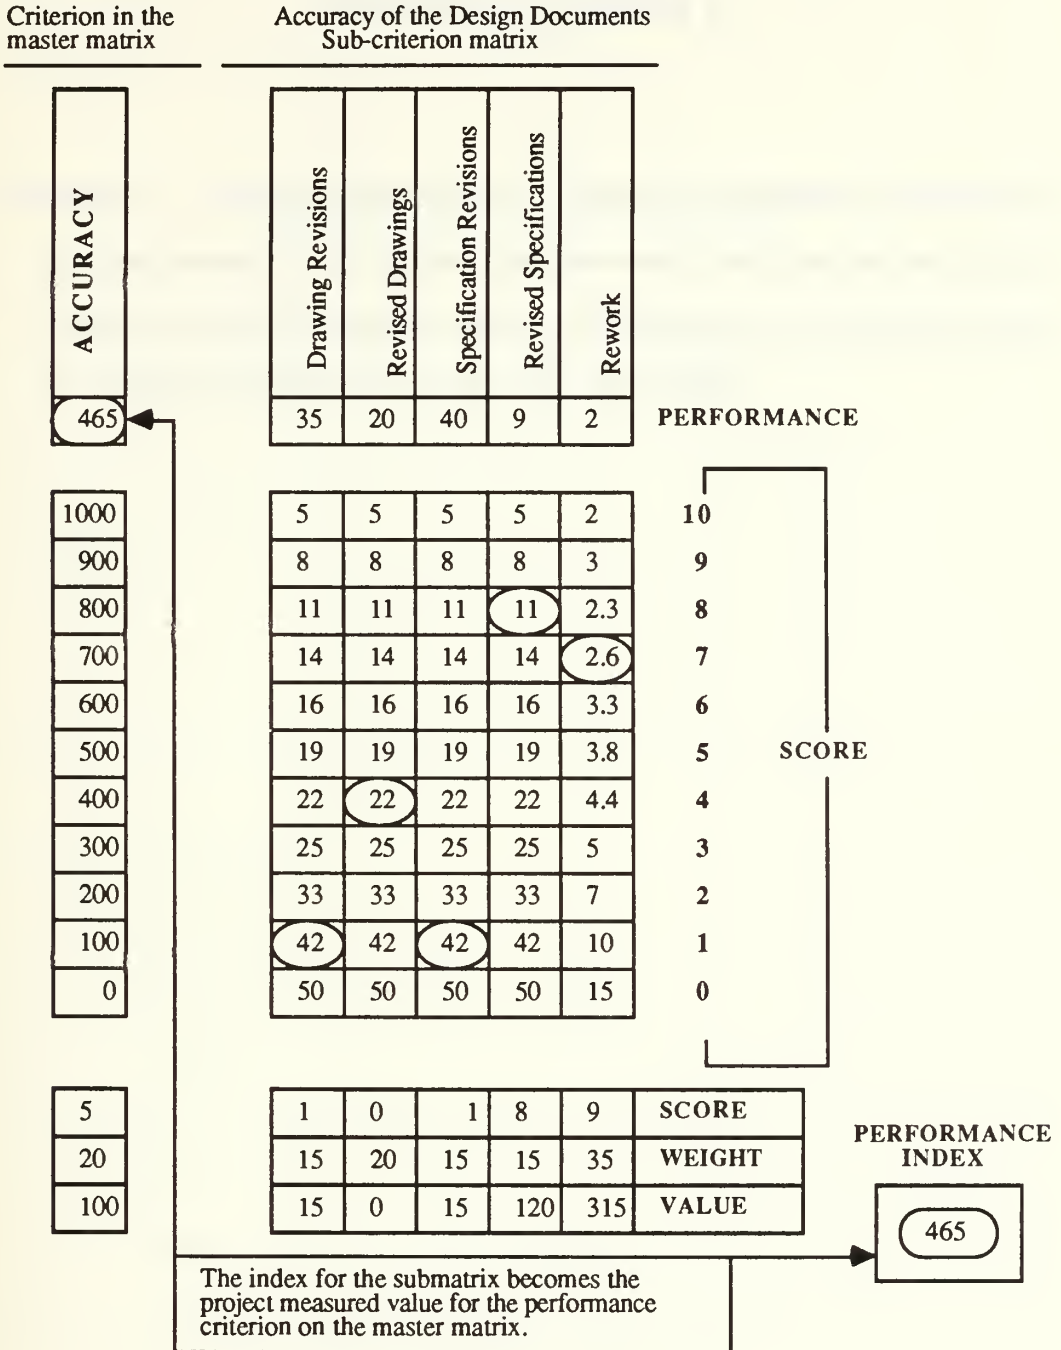 Criterion in the
master matrix
Accuracy of the Design Documents
Sub-criterion matrix
ACCURACY
Drawing Revisions
Revised Drawings
Specification Revisions
Revised Specifications
Rework
465
35 20 40 9 2 PERFORMANCE
1000 5 5 5 5 2 10
900 8 8 8 8 3 9
800 11 11 11 11 2.3 8
700 14 14 14 14 2.6 7
600 16 16 16 16 3.3 6
500 19 19 19 19 3.8 5 SCORE
400 22 22 22 22 4.4 4
300 25 25 25 25 5 3
200 33 33 33 33 7 2
100 42 42 42 42 10 1
0 50 50 50 50 15 0
5 1 0 1 8 9 SCORE
20 15 20 15 15 35 WEIGHT
100 15 0 15 120 315 VALUE
PERFORMANCE
INDEX
465
The index for the submatrix becomes the
project measured value for the performance
criterion on the master matrix.